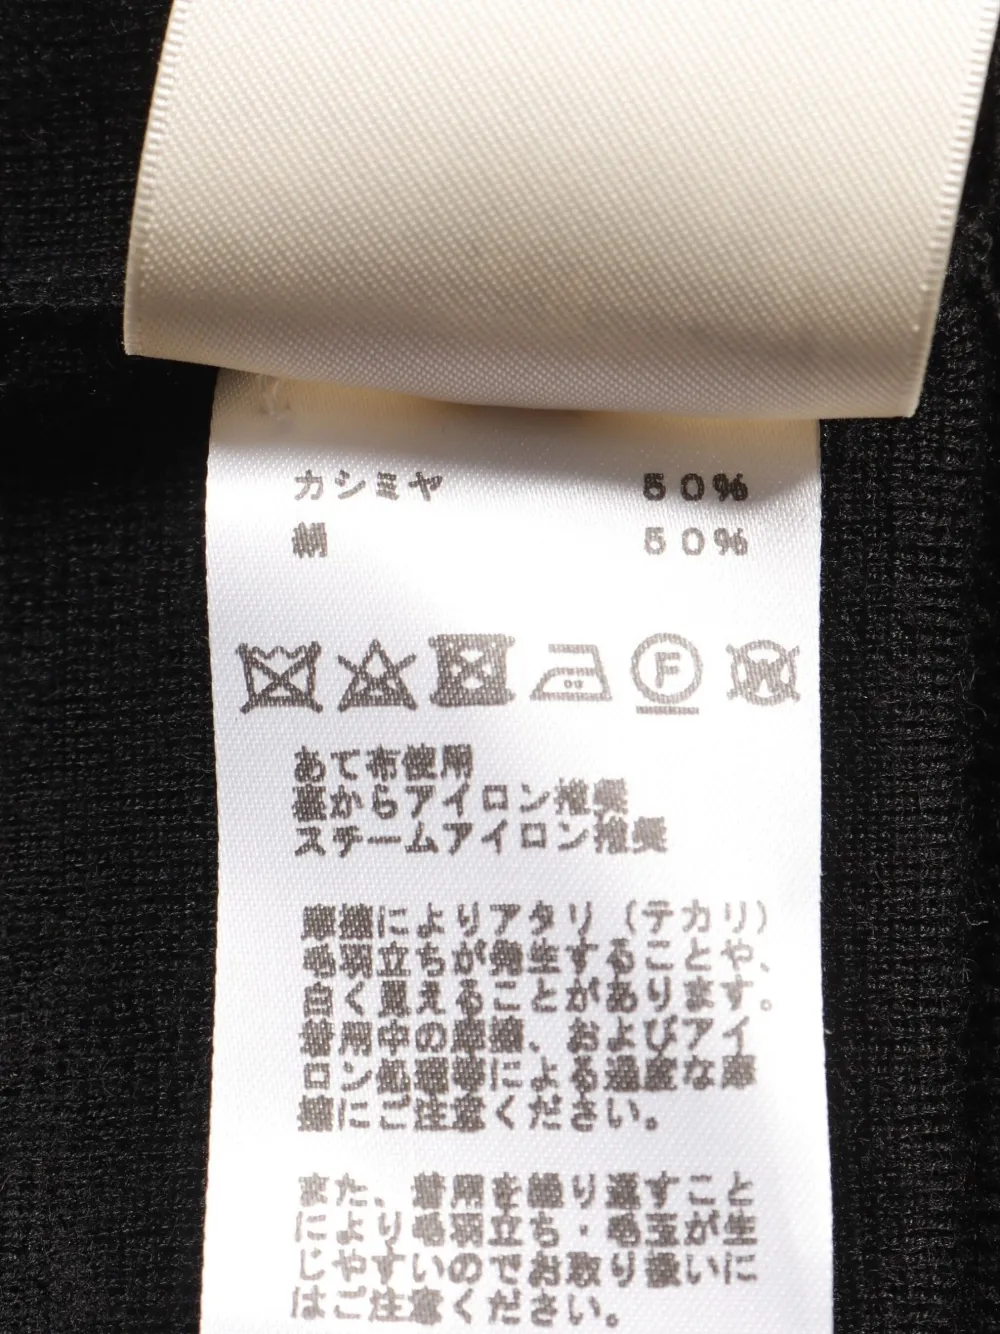 カシミヤ 50%
絹 50%
F
W
あて布使用
裏からアイロン推奨
スチームアイロン推奨
摩擦によりアタリ（テカリ）
毛羽立ちが発生することや、
白く見えることがあります。
着用中の摩擦、およびアイ
ロン処理等による過度な摩
擦にご注意ください。
また、着用を繰り返すこと
により毛羽立ち・毛玉が生
じやすいのでお取り扱いに
はご注意ください。